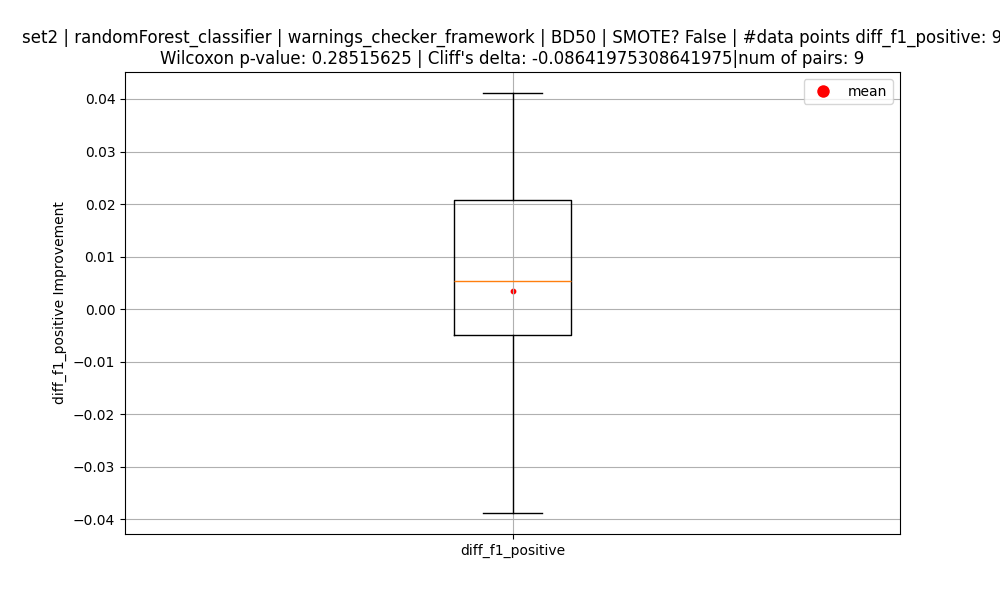 set2 | randomForest_classifier | warnings_checker_framework | BD50 | SMOTE? False | #data points diff_f1_positive: 9
Wilcoxon p-value: 0.28515625 | Cliff's delta: -0.08641975308641975|num of pairs: 9
mean
0.04
0.03
0.02
0.01
0.00
−0.01
−0.02
−0.03
−0.04
diff_f1_positive Improvement
diff_f1_positive